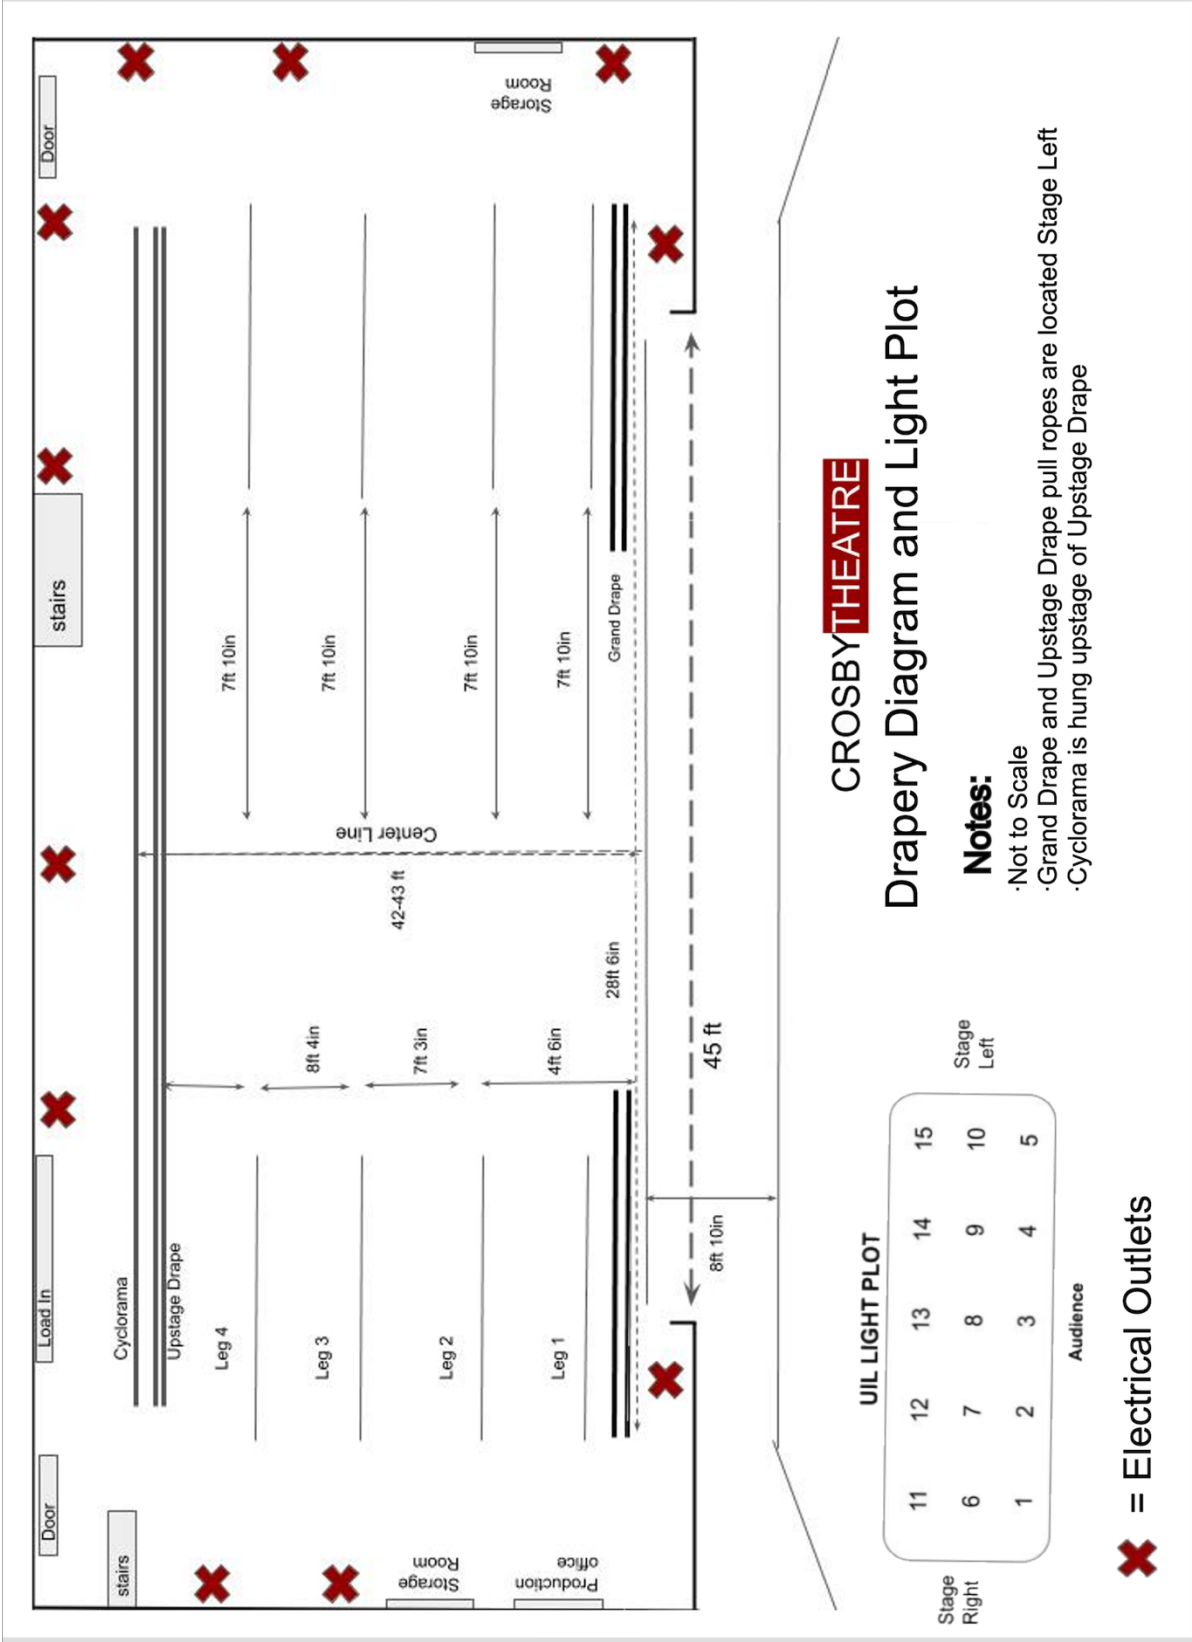 Door
Load In
stairs
Door
stairs
Cyclorama
Upstage Drape
Leg 4
Leg 3
Leg 2
Leg 1
8ft 4in
7ft 3in
4ft 6in
42-43 ft
Center Line
28ft 6in
7ft 10in
7ft 10in
7ft 10in
7ft 10in
Grand Drape
Storage
Room
Production
office
Storage
Room
45 ft
8ft 10in
CROSBYTHEATRE
Drapery Diagram and Light Plot
Notes:
·Not to Scale
·Grand Drape and Upstage Drape pull ropes are located Stage Left
·Cyclorama is hung upstage of Upstage Drape
UIL LIGHT PLOT
11 12 13 14 15
6 7 8 9 10
1 2 3 4 5
Stage
Right
Stage
Left
Audience
= Electrical Outlets